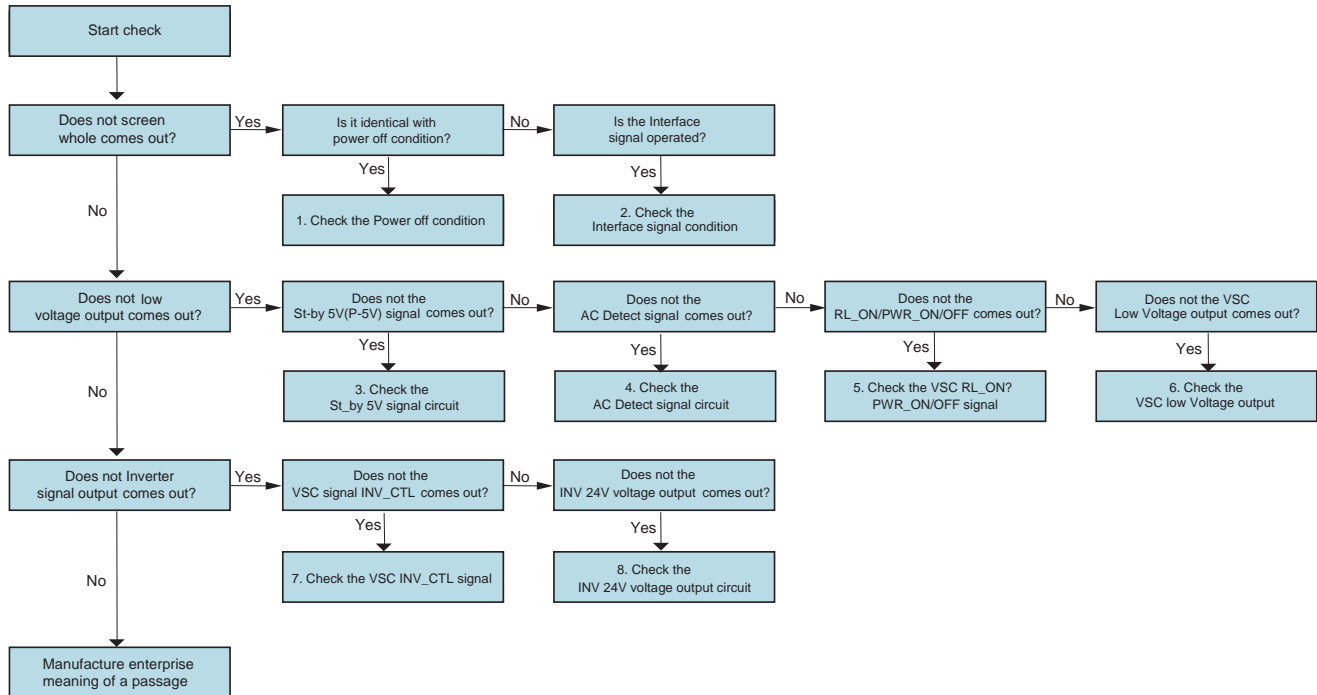 Start check
Does not screen
whole comes out?
Yes
Is it identical with
power off condition?
No
Is the Interface
signal operated?
Yes
Yes
No
1. Check the Power off condition
2. Check the
Interface signal condition
Does not low
voltage output comes out?
Yes
Does not the
St-by 5V(P-5V) signal comes out?
No
Does not the
AC Detect signal comes out?
No
Does not the
RL_ON/PWR_ON/OFF comes out?
No
Does not the VSC
Low Voltage output comes out?
Yes
Yes
Yes
Yes
No
3. Check the
St_by 5V signal circuit
4. Check the
AC Detect signal circuit
5. Check the VSC RL_ON?
PWR_ON/OFF signal
6. Check the
VSC low Voltage output
Does not Inverter
signal output comes out?
Yes
Does not the
VSC signal INV_CTL comes out?
No
Does not the
INV 24V voltage output comes out?
Yes
Yes
No
7. Check the VSC INV_CTL signal
8. Check the
INV 24V voltage output circuit
Manufacture enterprise
meaning of a passage